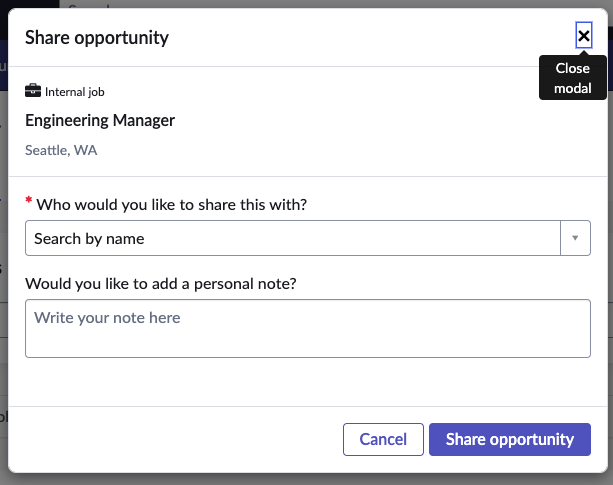 Share opportunity
Close
modal
Internal job
Engineering Manager
Seattle, WA
* Who would you like to share this with?
Search by name
Would you like to add a personal note?
Write your note here
Cancel
Share opportunity